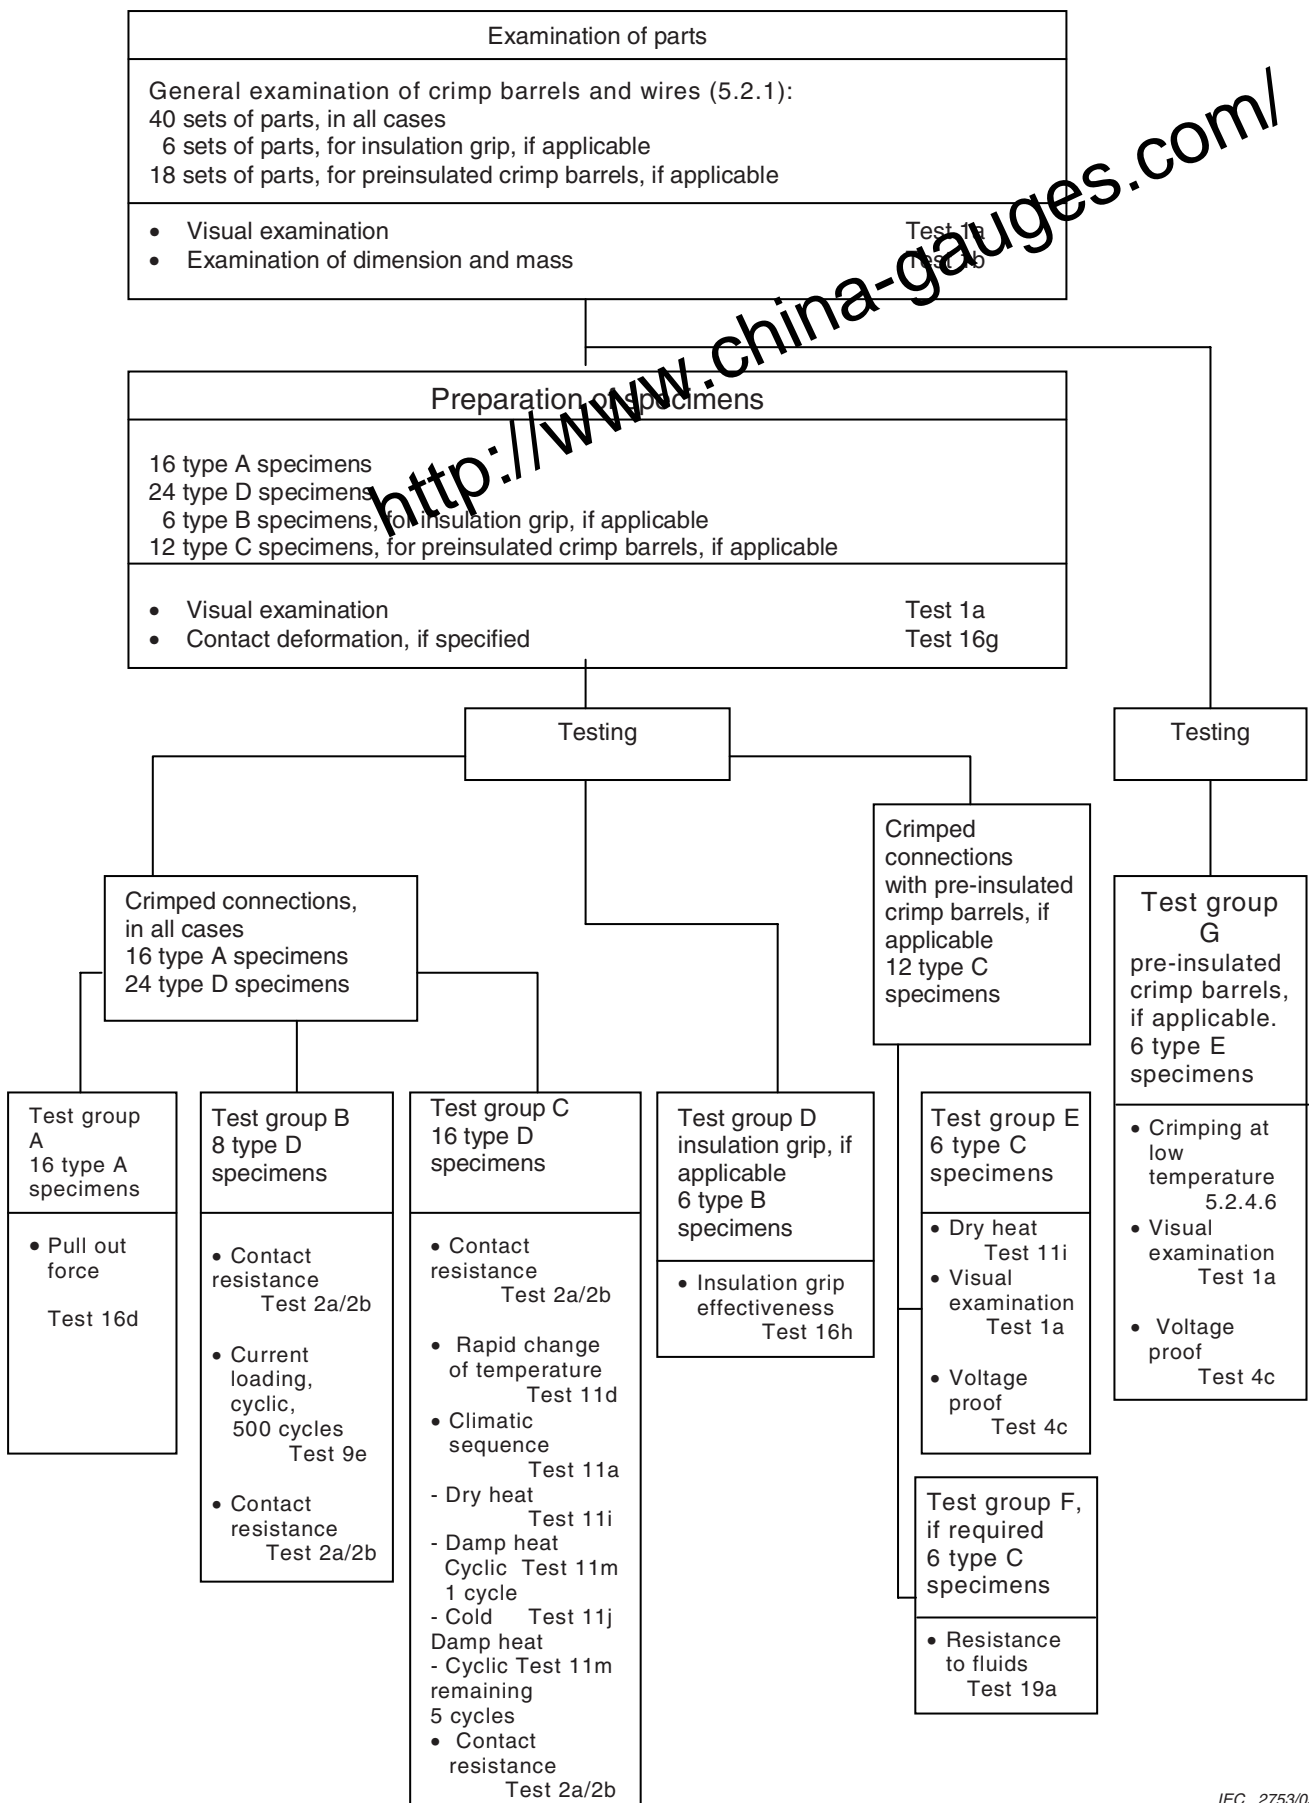 Examination of parts
General examination of crimp barrels and wires (5.2.1):
40 sets of parts, in all cases
6 sets of parts, for insulation grip, if applicable
18 sets of parts, for preinsulated crimp barrels, if applicable
• Visual examination Test 1a
• Examination of dimension and mass Test 1b
http://www.china-gauges.com/
Preparation of specimens
16 type A specimens
24 type D specimens
6 type B specimens, for insulation grip, if applicable
12 type C specimens, for preinsulated crimp barrels, if applicable
• Visual examination Test 1a
• Contact deformation, if specified Test 16g
Testing
Testing
Crimped connections,
in all cases
16 type A specimens
24 type D specimens
Crimped
connections
with pre-insulated
crimp barrels, if
applicable
12 type C
specimens
Test group
G
pre-insulated
crimp barrels,
if applicable.
6 type E
specimens
• Crimping at
low
temperature
5.2.4.6
• Visual
examination
Test 1a
• Voltage
proof
Test 4c
Test group
A
16 type A
specimens
• Pull out
force
Test 16d
Test group B
8 type D
specimens
• Contact
resistance
Test 2a/2b
• Current
loading,
cyclic,
500 cycles
Test 9e
• Contact
resistance
Test 2a/2b
Test group C
16 type D
specimens
• Contact
resistance
Test 2a/2b
• Rapid change
of temperature
Test 11d
• Climatic
sequence
Test 11a
- Dry heat
Test 11i
- Damp heat
Cyclic Test 11m
1 cycle
- Cold Test 11j
Damp heat
- Cyclic Test 11m
remaining
5 cycles
• Contact
resistance
Test 2a/2b
Test group D
insulation grip, if
applicable
6 type B
specimens
• Insulation grip
effectiveness
Test 16h
Test group E
6 type C
specimens
• Dry heat
Test 11i
• Visual
examination
Test 1a
• Voltage
proof
Test 4c
Test group F,
if required
6 type C
specimens
• Resistance
to fluids
Test 19a
IEC